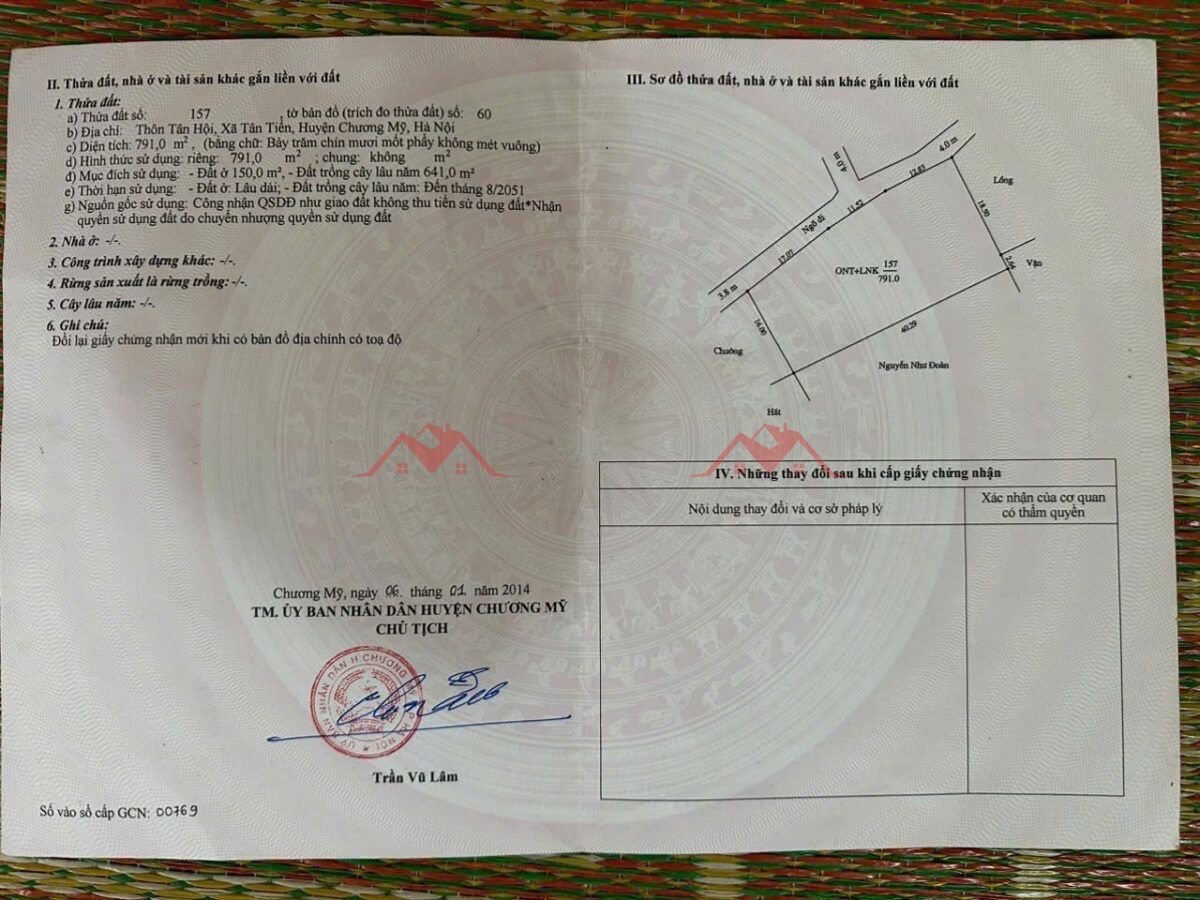 II. Thửa đất, nhà ở và tài sản khác gắn liền với đất
1. Thửa đất:
a) Thửa đất số: 157 , tờ bản đồ (trích đo thửa đất) số: 60
b) Địa chỉ: Thôn Tân Hội, Xã Tân Tiến, Huyện Chương Mỹ, Hà Nội
c) Diện tích: 791,0 m², (bằng chữ: Bảy trăm chín mươi mốt phẩy không mét vuông)
d) Hình thức sử dụng: riêng: 791,0 m² ; chung: không m²
đ) Mục đích sử dụng: - Đất ở 150,0 m², - Đất trồng cây lâu năm 641,0 m²
e) Thời hạn sử dụng: - Đất ở: Lâu dài; - Đất trồng cây lâu năm: Đến tháng 8/2051
g) Nguồn gốc sử dụng: Công nhận QSDĐ như giao đất không thu tiền sử dụng đất*Nhận
quyền sử dụng đất do chuyển nhượng quyền sử dụng đất
2. Nhà ở: -/-.
3. Công trình xây dựng khác: -/-.
4. Rừng sản xuất là rừng trồng: -/-.
5. Cây lâu năm: -/-.
6. Ghi chú:
Đổi lại giấy chứng nhận mới khi có bản đồ địa chính có toạ độ
Chương Mỹ, ngày 06. tháng 01. năm 2014
TM. ỦY BAN NHÂN DÂN HUYỆN CHƯƠNG MỸ
CHỦ TỊCH
ỦY BAN NHÂN DÂN H.CHƯƠNG MỸ T.P HÀ NỘI
Trần Vũ Lâm
Số vào sổ cấp GCN: 00769
III. Sơ đồ thửa đất, nhà ở và tài sản khác gắn liền với đất
4.0 m
4.0 m
12.83
Lống
11.52
18.50
Ngõ đi
17.07
2.64
Vận
ONT+LNK 157
791.0
3.8 m
16.00
40.29
Chuông
Nguyễn Như Đoàn
Hát
IV. Những thay đổi sau khi cấp giấy chứng nhận
Nội dung thay đổi và cơ sở pháp lý
Xác nhận của cơ quan
có thẩm quyền